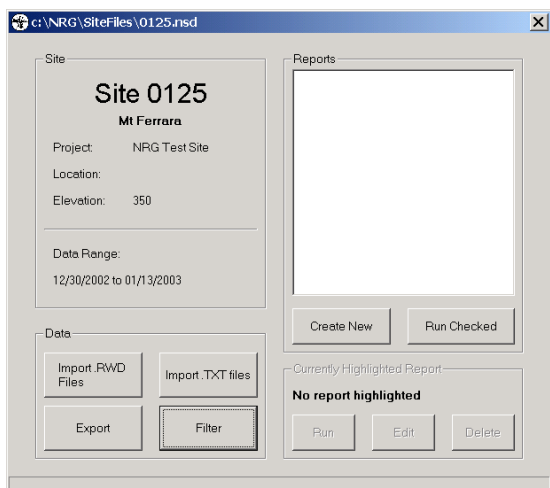 c:\NRG\SiteFiles\0125.nsd
Site
Site 0125
Mt Ferrara
Project: NRG Test Site
Location:
Elevation: 350
Data Range:
12/30/2002 to 01/13/2003
Data
Import .RWD
Files
Import .TXT files
Export
Filter
Reports
Create New
Run Checked
Currently Highlighted Report
No report highlighted
Run
Edit
Delete